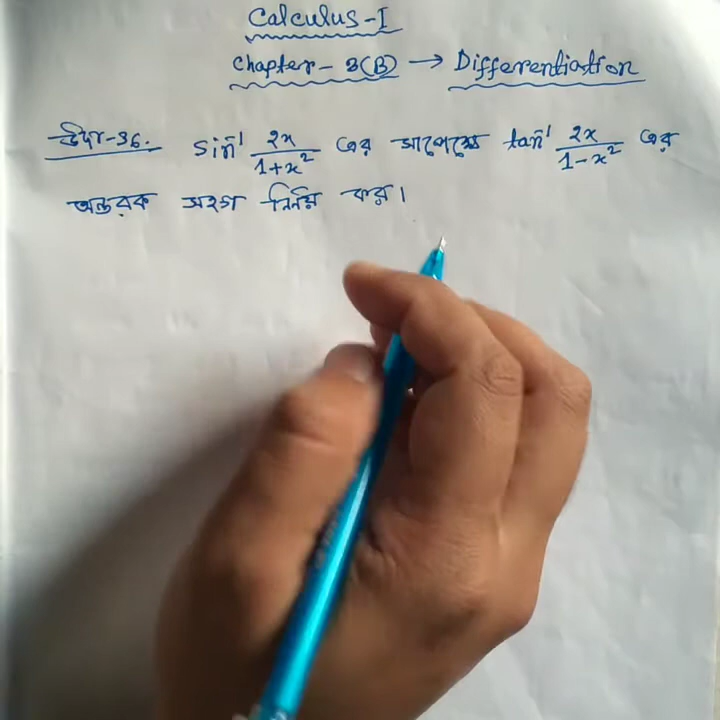 Calculus-I
Chapter-3(B) → Differentiation
উদা-36. sin⁻¹ 2x/1+x² এর সাপেক্ষে tan⁻¹ 2x/1-x² এর
অন্তরক সহগ নির্ণয় কর।